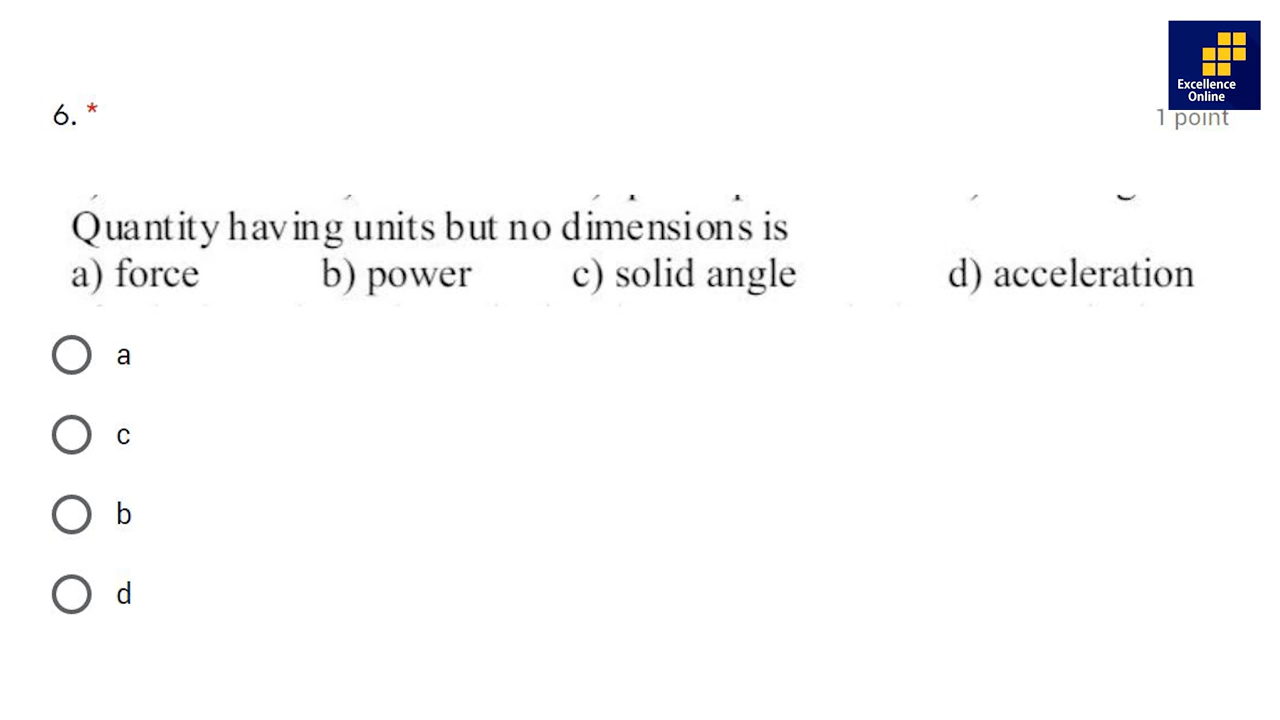 Excellence
Online
6. *
1 point
Quantity having units but no dimensions is
a) force b) power c) solid angle d) acceleration
a
c
b
d